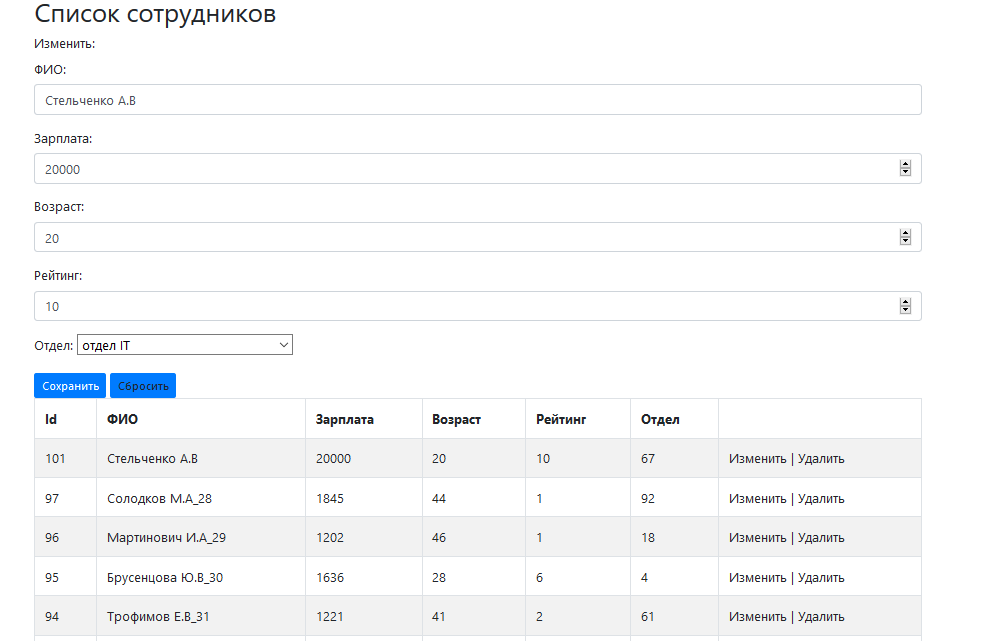 Список сотрудников
Изменить:
ФИО:
Стельченко А.В
Зарплата:
20000
Возраст:
20
Рейтинг:
10
Отдел: отдел IT
Сохранить Сбросить
Id ФИО Зарплата Возраст Рейтинг Отдел
101 Стельченко А.В 20000 20 10 67 Изменить | Удалить
97 Солодков М.А_28 1845 44 1 92 Изменить | Удалить
96 Мартинович И.А_29 1202 46 1 18 Изменить | Удалить
95 Брусенцова Ю.В_30 1636 28 6 4 Изменить | Удалить
94 Трофимов Е.В_31 1221 41 2 61 Изменить | Удалить